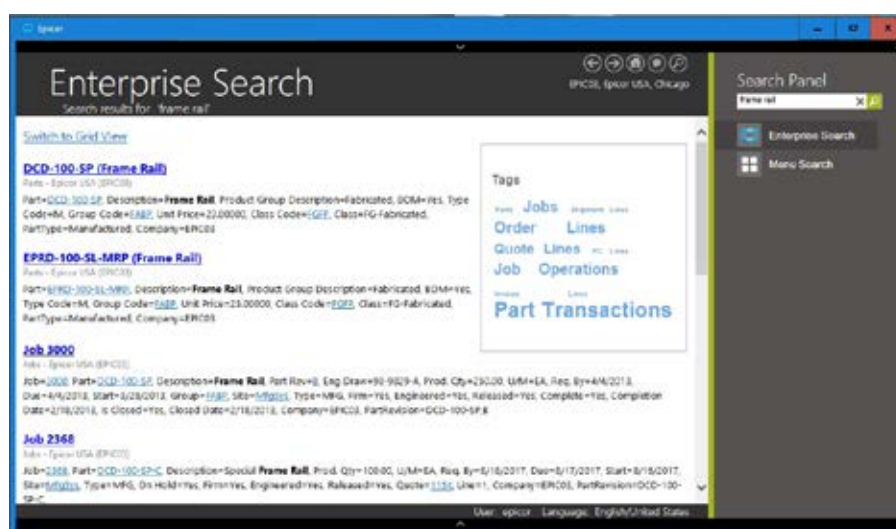 Epicor
Enterprise Search
Search results for 'frame rail'
EPIC03, Epicor USA, Chicago
Search Panel
frame rail
Enterprise Search
Menu Search
Switch to Grid View
DCD-100-SP (Frame Rail)
Parts - Epicor USA (EPIC03)
Part=DCD-100-SP, Description=Frame Rail, Product Group Description=Fabricated, BOM=Yes, Type
Code=M, Group Code=FABP, Unit Price=23.00000, Class Code=FGFP, Class=FG-Fabricated,
PartType=Manufactured, Company=EPIC03
EPRD-100-SL-MRP (Frame Rail)
Parts - Epicor USA (EPIC03)
Part=EPRD-100-SL-MRP, Description=Frame Rail, Product Group Description=Fabricated, BOM=Yes,
Type Code=M, Group Code=FABP, Unit Price=23.00000, Class Code=FGFP, Class=FG-Fabricated,
PartType=Manufactured, Company=EPIC03
Job 3000
Jobs - Epicor USA (EPIC03)
Job=3000, Part=DCD-100-SP, Description=Frame Rail, Part Rev=B, Eng Draw=90-9829-A, Prod. Qty=250.00, U/M=EA, Req. By=4/4/2013,
Due=4/4/2013, Start=3/28/2013, Group=FABP, Site=MfgSys, Type=MFG, Firm=Yes, Engineered=Yes, Released=Yes, Complete=Yes, Completion
Date=2/18/2013, Is Closed=Yes, Closed Date=2/18/2013, Company=EPIC03, PartRevision=DCD-100-SP,B
Job 2368
Jobs - Epicor USA (EPIC03)
Job=2368, Part=DCD-100-SP-C, Description=Special Frame Rail, Prod. Qty=100.00, U/M=EA, Req. By=8/18/2017, Due=8/17/2017, Start=8/16/2017,
Site=MfgSys, Type=MFG, On Hold=Yes, Firm=Yes, Engineered=Yes, Released=Yes, Quote=1154, Line=1, Company=EPIC03, PartRevision=DCD-100-
SP-C,
Tags
Parts Jobs Shipment Lines
Order Lines
Quote Lines PO Lines
Job Operations
Invoice Lines
Part Transactions
User: epicor Language: English/United States